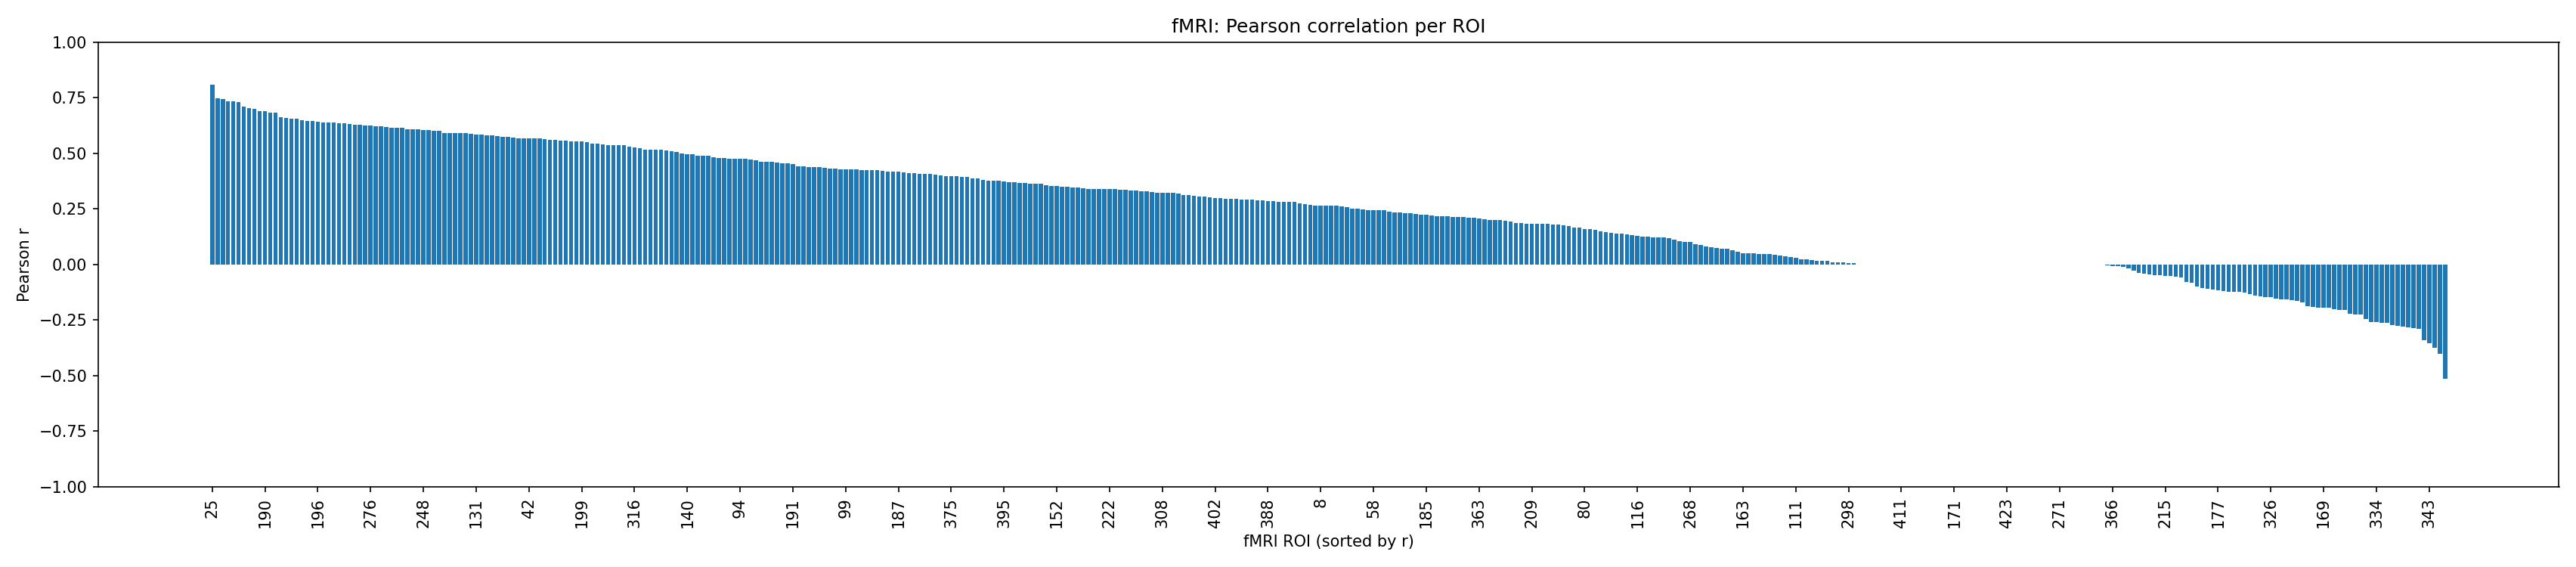 fMRI: Pearson correlation per ROI
1.00
0.75
0.50
0.25
0.00
−0.25
−0.50
−0.75
−1.00
Pearson r
25 190 196 276 248 131 42 199 316 140 94 191 99 187 375 395 152 222 308 402 388 8 58 185 363 209 80 116 268 163 111 298 411 171 423 271 366 215 177 326 169 334 343
fMRI ROI (sorted by r)